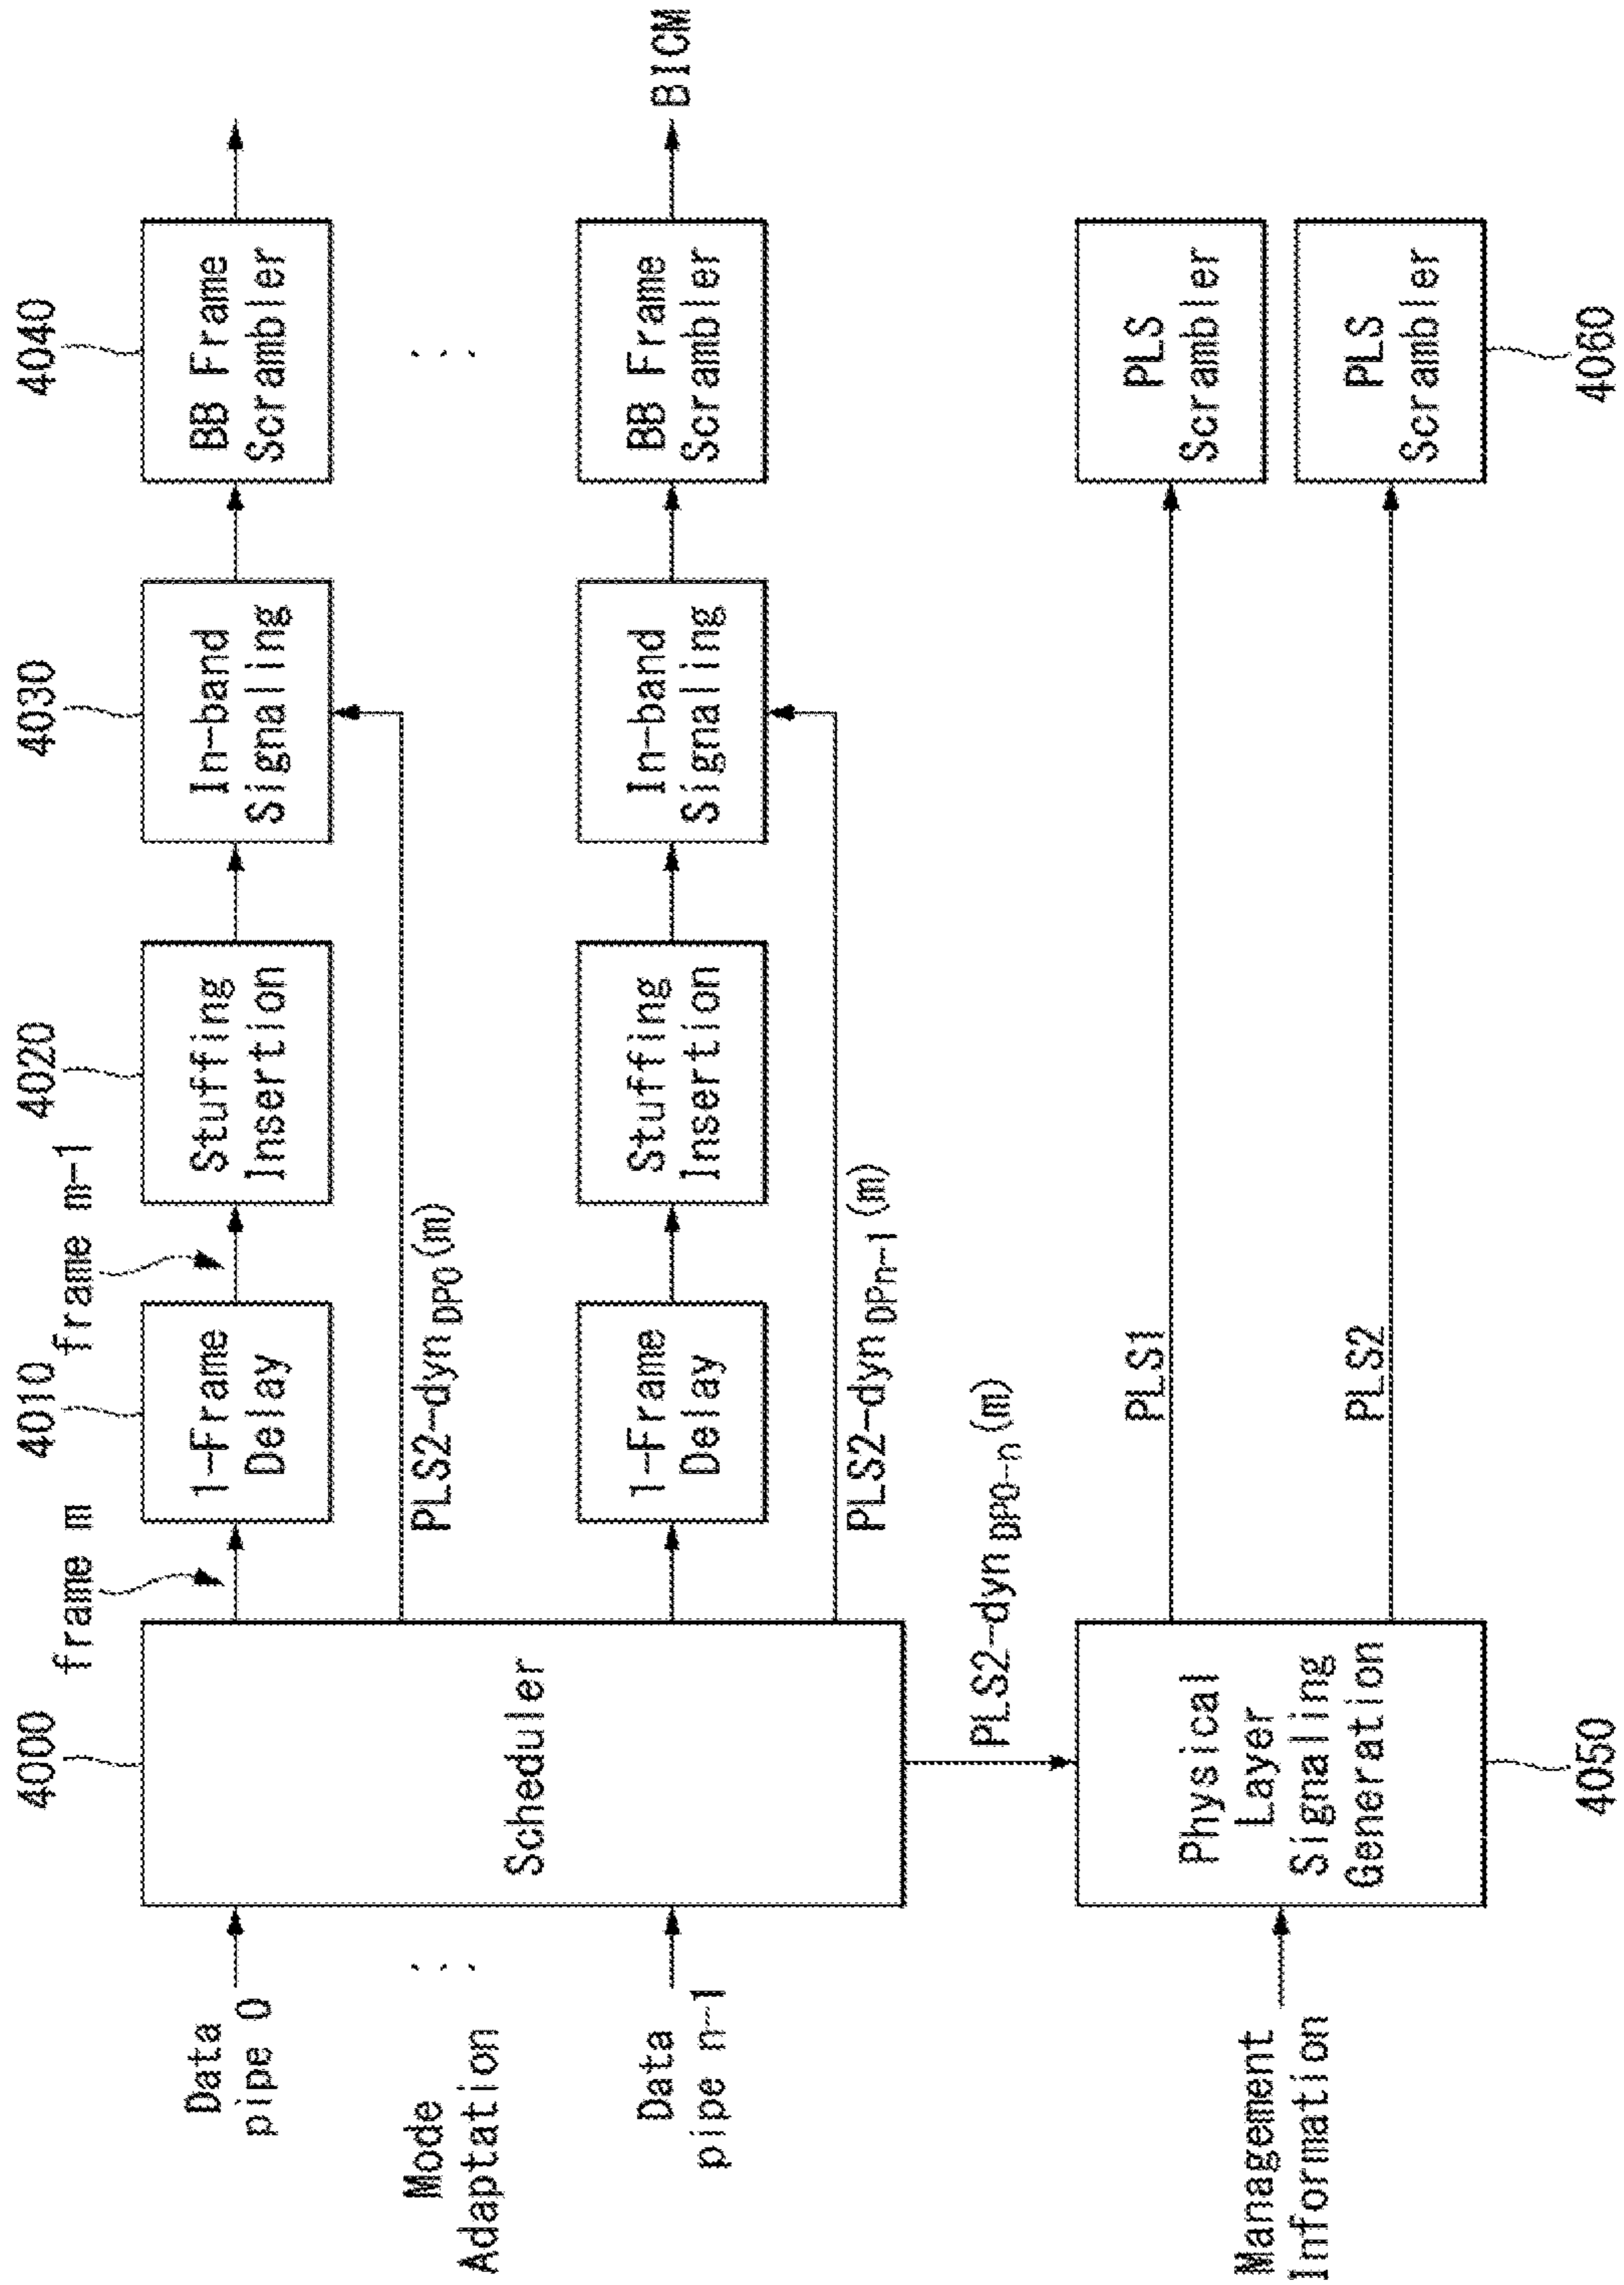 4000
frame m
4010
frame m-1
4020
4030
4040
Data
pipe 0
1-Frame
Delay
Stuffing
Insertion
In-band
Signaling
BB Frame
Scrambler
PLS2-dyn DP0 (m)
Mode
Adaptation
Scheduler
Data
pipe n-1
1-Frame
Delay
Stuffing
Insertion
In-band
Signaling
BB Frame
Scrambler
BICM
PLS2-dyn DPn-1 (m)
PLS2-dyn DP0-n (m)
Management
Information
Physical
Layer
Signaling
Generation
PLS1
PLS
Scrambler
PLS2
PLS
Scrambler
4050
4060